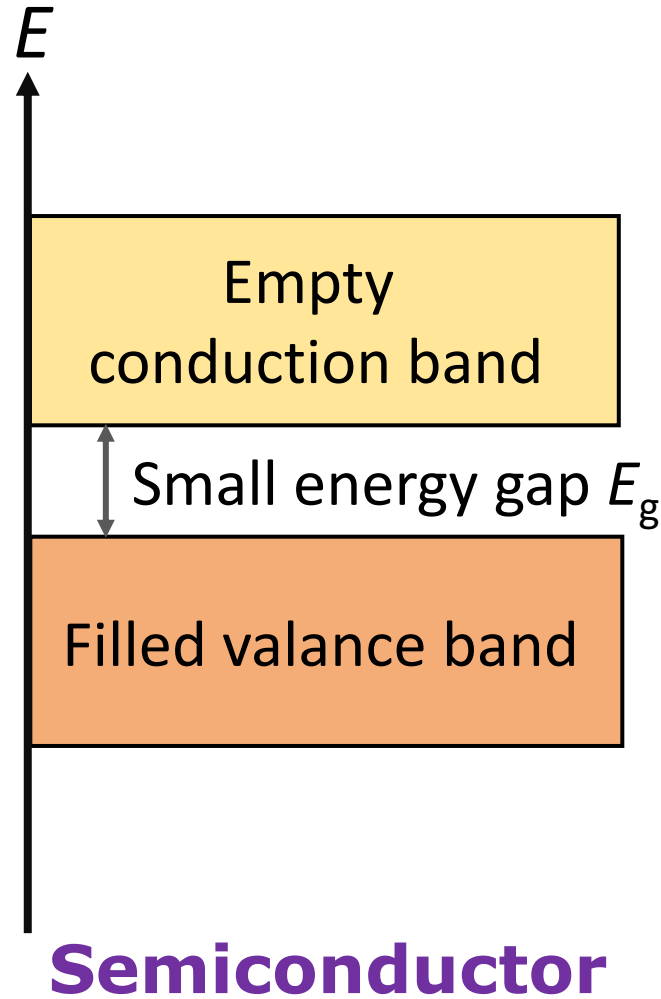 E
Empty
conduction band
Small energy gap Eg
Filled valance band
Semiconductor